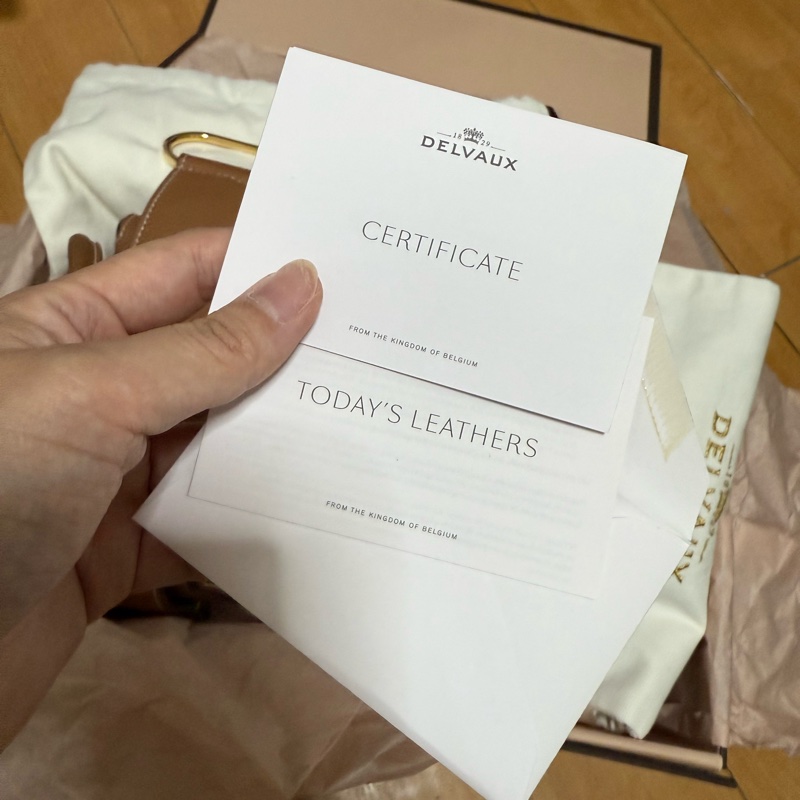 18 29
DELVAUX
CERTIFICATE
FROM THE KINGDOM OF BELGIUM
TODAY'S LEATHERS
FROM THE KINGDOM OF BELGIUM
DELVAUX